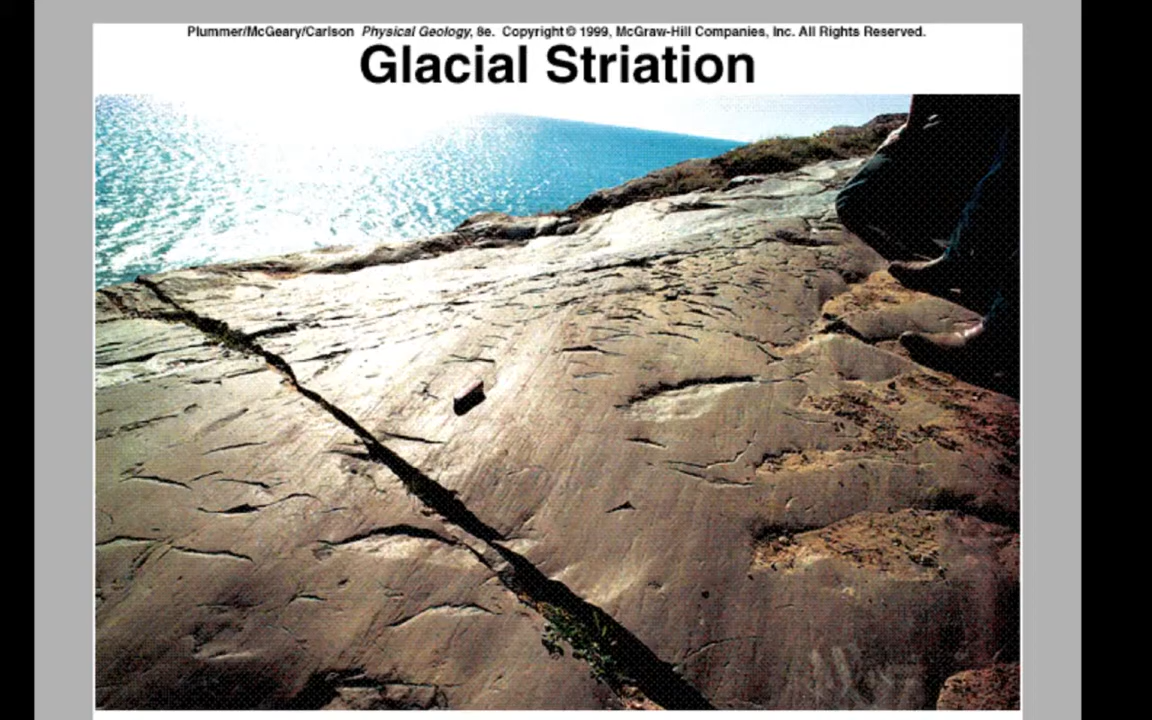 Plummer/McGeary/Carlson Physical Geology, 8e. Copyright © 1999, McGraw-Hill Companies, Inc. All Rights Reserved.
Glacial Striation